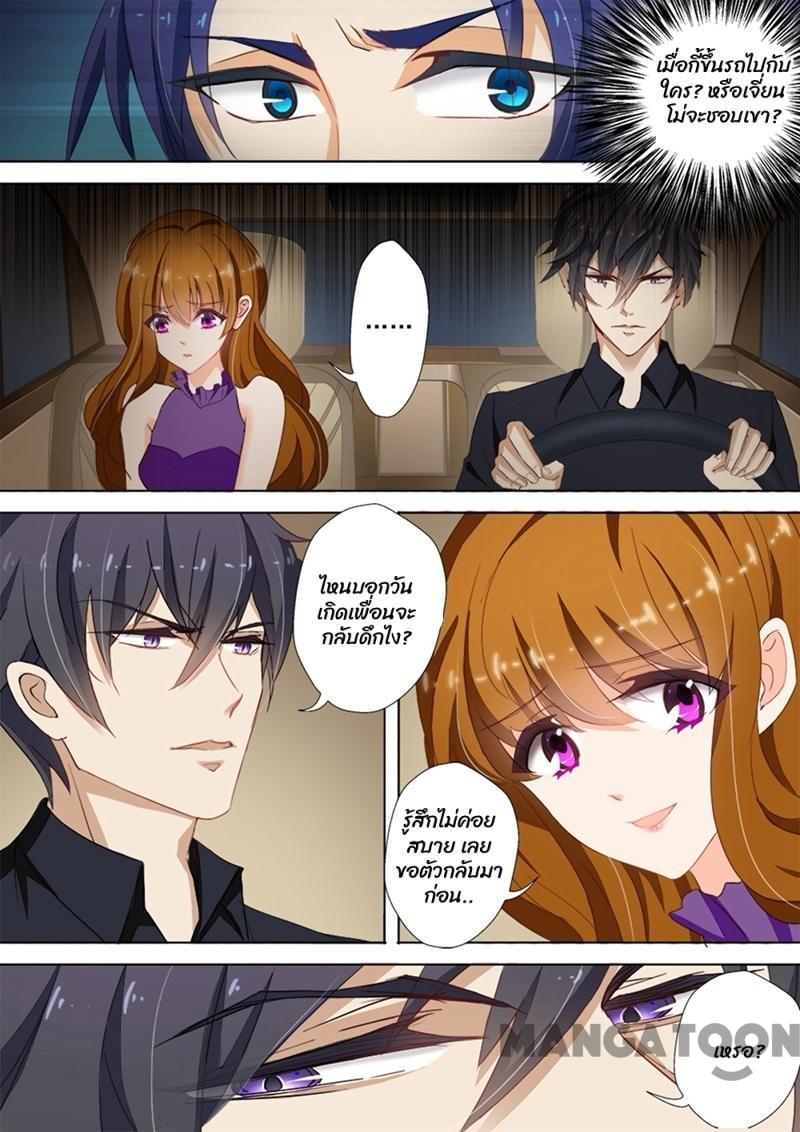 เมื่อกี้ขึ้นรถไปกับ
ใคร? หรือเจี่ยน
โม่จะชอบเขา?
......
ไหนบอกวัน
เกิดเพื่อนจะ
กลับดึกไง?
รู้สึกไม่ค่อย
สบาย เลย
ขอตัวกลับมา
ก่อน..
MANGATOON
เหรอ?